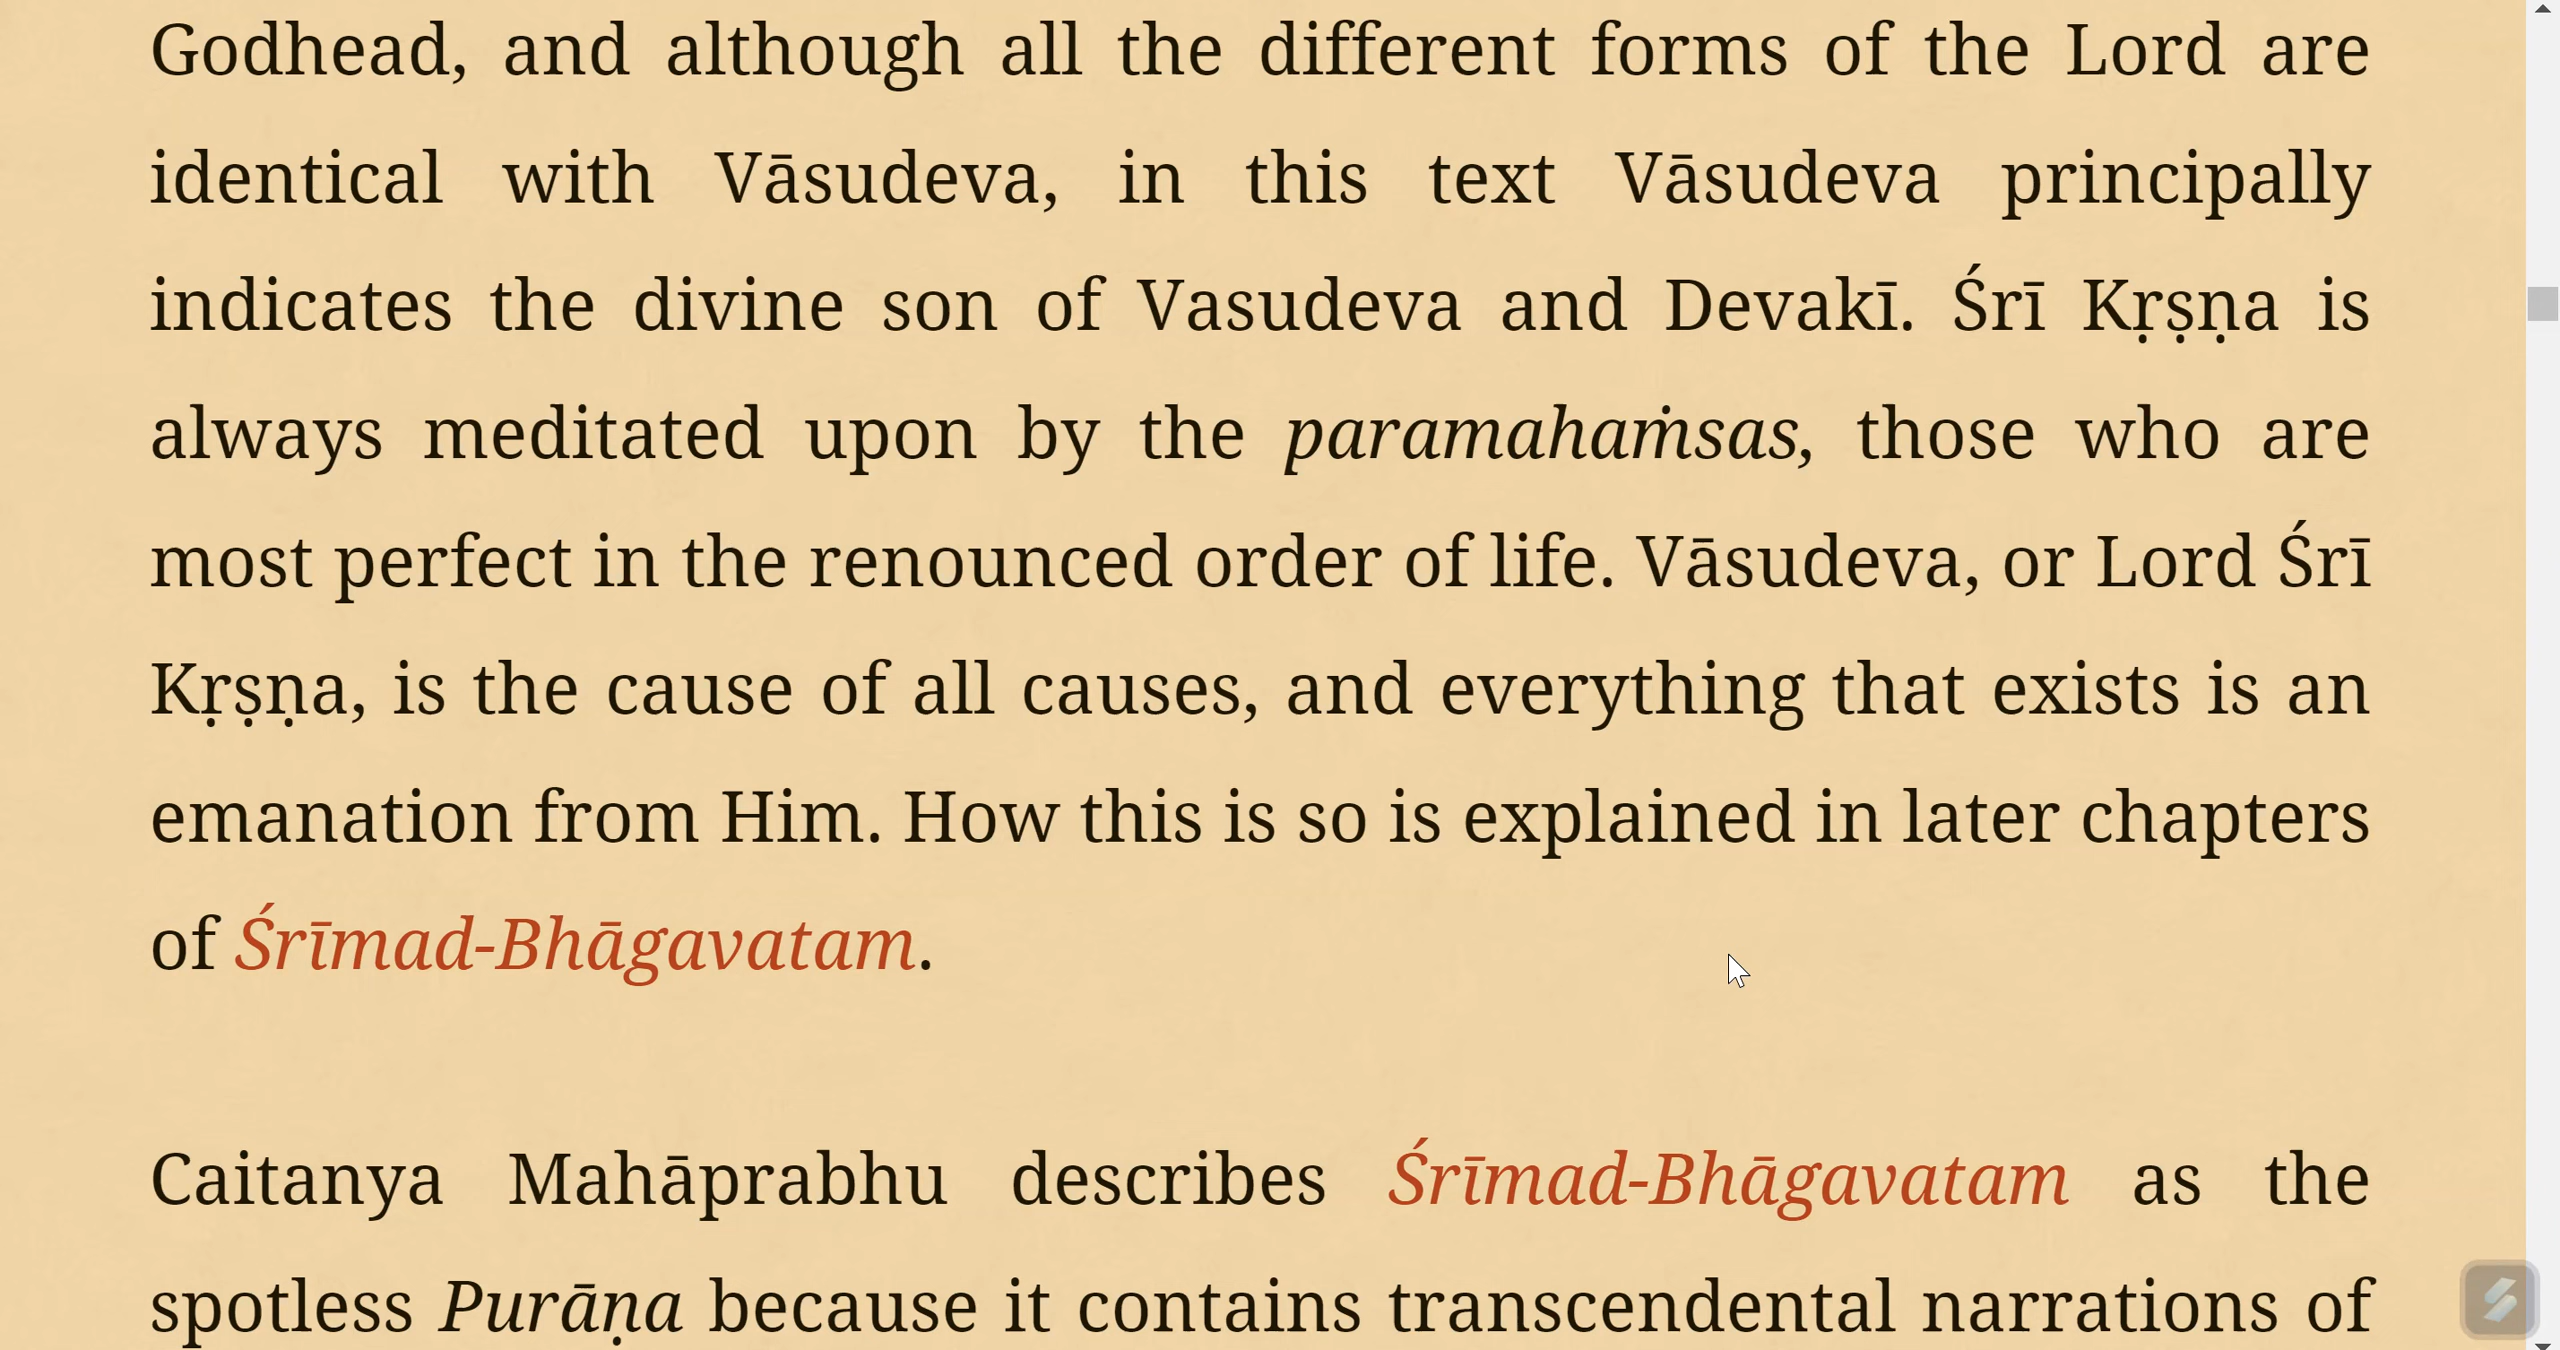 Godhead, and although all the different forms of the Lord are
identical with Vāsudeva, in this text Vāsudeva principally
indicates the divine son of Vasudeva and Devakī. Śrī Kṛṣṇa is
always meditated upon by the paramahaṁsas, those who are
most perfect in the renounced order of life. Vāsudeva, or Lord Śrī
Kṛṣṇa, is the cause of all causes, and everything that exists is an
emanation from Him. How this is so is explained in later chapters
of Śrīmad-Bhāgavatam.
Caitanya Mahāprabhu describes Śrīmad-Bhāgavatam as the
spotless Purāṇa because it contains transcendental narrations of